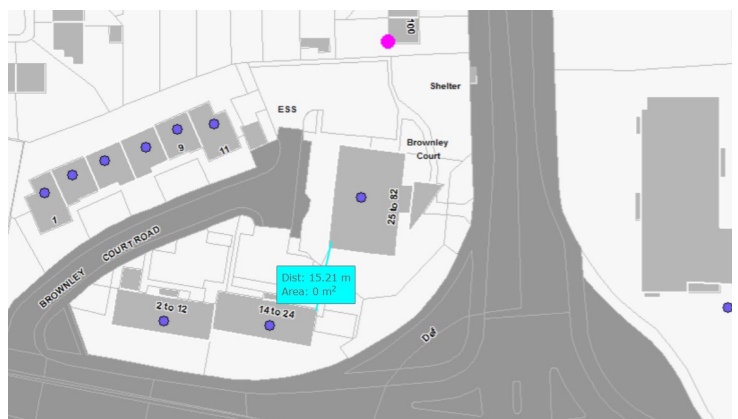 100
Shelter
ESS
Brownley
Court
9
11
1
25 to 82
BROWNLEY COURT ROAD
Dist: 15.21 m
Area: 0 m²
2 to 12
14 to 24
Def